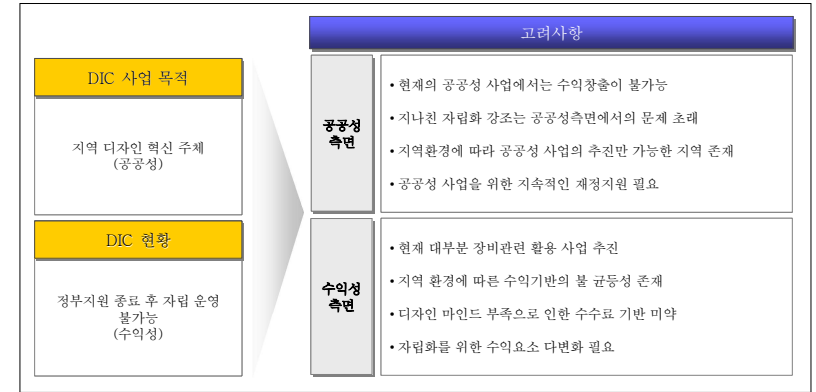 고려사항
DIC 사업 목적
지역 디자인 혁신 주체
(공공성)
DIC 현황
정부지원 종료 후 자립 운영
불가능
(수익성)
공공성
측면
• 현재의 공공성 사업에서는 수익창출이 불가능
• 지나친 자립화 강조는 공공성측면에서의 문제 초래
• 지역환경에 따라 공공성 사업의 추진만 가능한 지역 존재
• 공공성 사업을 위한 지속적인 재정지원 필요
수익성
측면
• 현재 대부분 장비관련 활용 사업 추진
• 지역 환경에 따른 수익기반의 불 균등성 존재
• 디자인 마인드 부족으로 인한 수수료 기반 미약
• 자립화를 위한 수익요소 다변화 필요